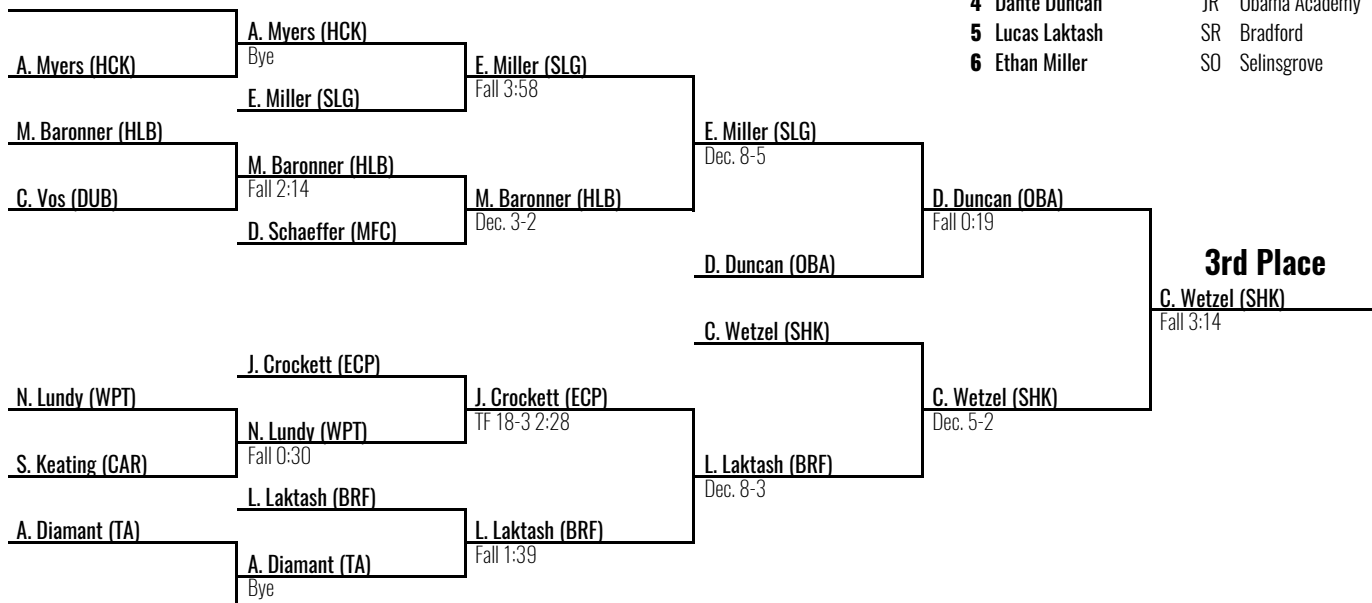 4 Dante Duncan JR Obama Academy
5 Lucas Laktash SR Bradford
6 Ethan Miller SO Selinsgrove
A. Myers (HCK)
Bye
A. Myers (HCK)
E. Miller (SLG)
Fall 3:58
E. Miller (SLG)
M. Baronner (HLB)
E. Miller (SLG)
Dec. 8-5
M. Baronner (HLB)
Fall 2:14
C. Vos (DUB)
M. Baronner (HLB)
Dec. 3-2
D. Duncan (OBA)
Fall 0:19
D. Schaeffer (MFC)
D. Duncan (OBA)
3rd Place
C. Wetzel (SHK)
Fall 3:14
C. Wetzel (SHK)
J. Crockett (ECP)
N. Lundy (WPT)
J. Crockett (ECP)
TF 18-3 2:28
C. Wetzel (SHK)
Dec. 5-2
N. Lundy (WPT)
Fall 0:30
S. Keating (CAR)
L. Laktash (BRF)
Dec. 8-3
L. Laktash (BRF)
A. Diamant (TA)
L. Laktash (BRF)
Fall 1:39
A. Diamant (TA)
Bye